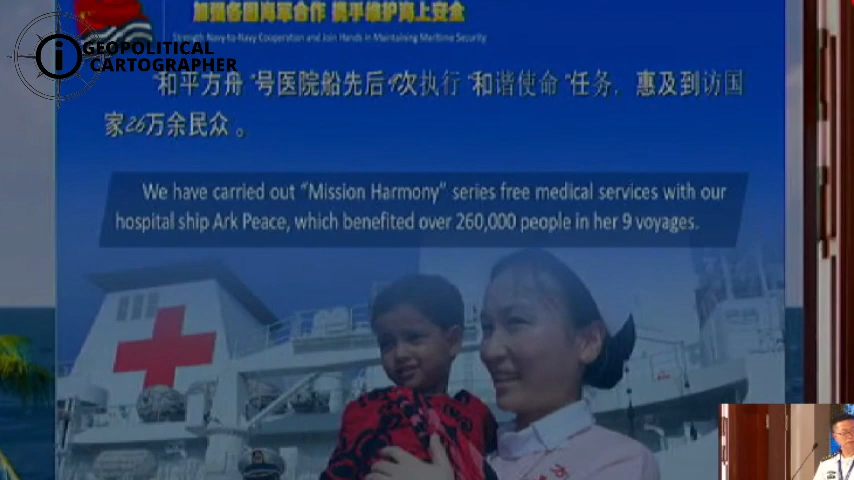 加强各国海军合作 携手维护海上安全
Strength Navy-to-Navy Cooperation and Join Hands in Maintaining Maritime Security
GEOPOLITICAL
CARTOGRAPHER
"和平方舟"号医院船先后9次执行"和谐使命"任务，惠及到访国
家26万余民众。
We have carried out "Mission Harmony" series free medical services with our
hospital ship Ark Peace, which benefited over 260,000 people in her 9 voyages.